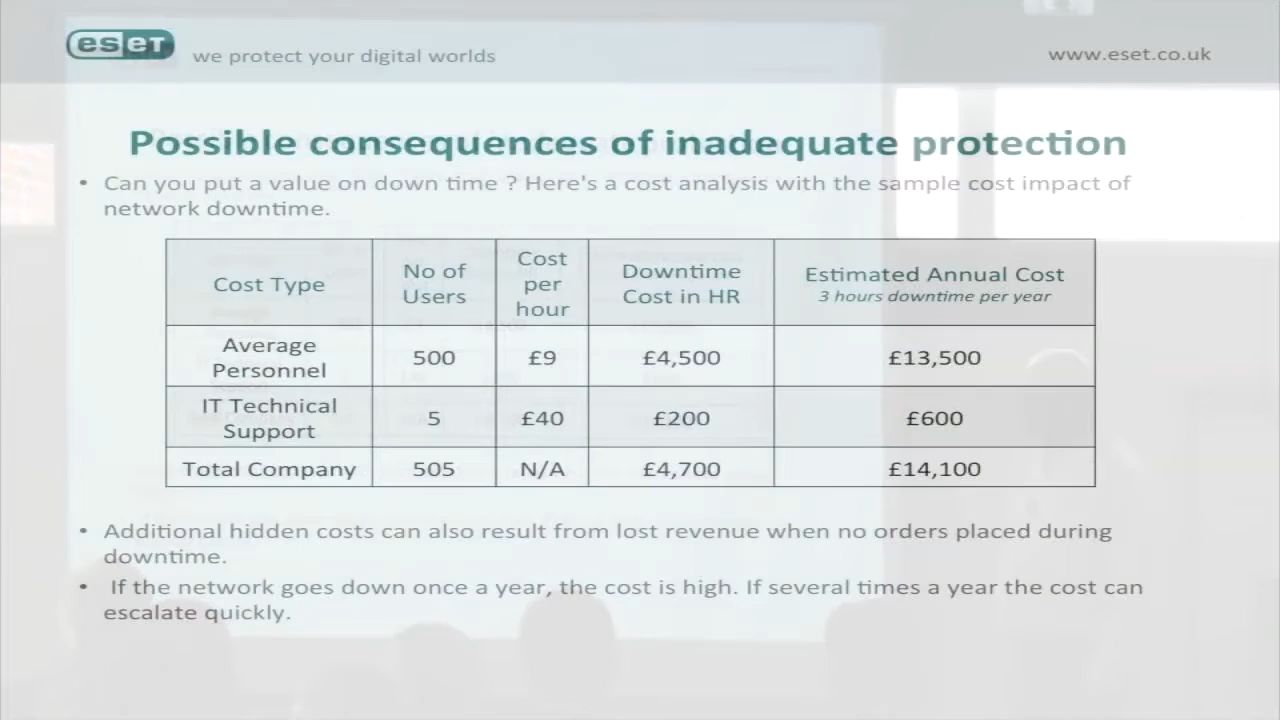 eset
we protect your digital worlds
www.eset.co.uk
Possible consequences of inadequate protection
• Can you put a value on down time ? Here's a cost analysis with the sample cost impact of
network downtime.
Cost Type
No of
Users
Cost
per
hour
Downtime
Cost in HR
Estimated Annual Cost
3 hours downtime per year
Average
Personnel
500
£9
£4,500
£13,500
IT Technical
Support
5
£40
£200
£600
Total Company
505
N/A
£4,700
£14,100
• Additional hidden costs can also result from lost revenue when no orders placed during
downtime.
• If the network goes down once a year, the cost is high. If several times a year the cost can
escalate quickly.